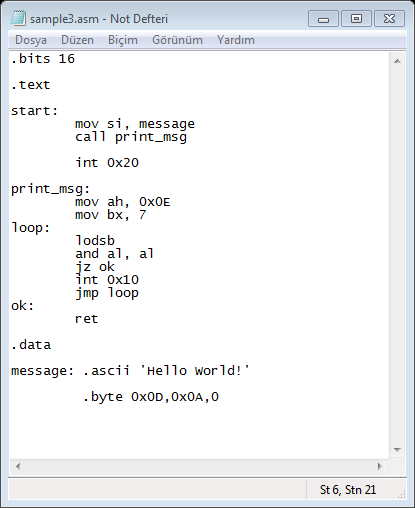 sample3.asm - Not Defteri
Dosya Düzen Biçim Görünüm Yardım
.bits 16
.text
start:
mov si, message
call print_msg
int 0x20
print_msg:
mov ah, 0x0E
mov bx, 7
loop:
lodsb
and al, al
jz ok
int 0x10
jmp loop
ok:
ret
.data
message: .ascii 'Hello World!'
.byte 0x0D,0x0A,0
St 6, Stn 21